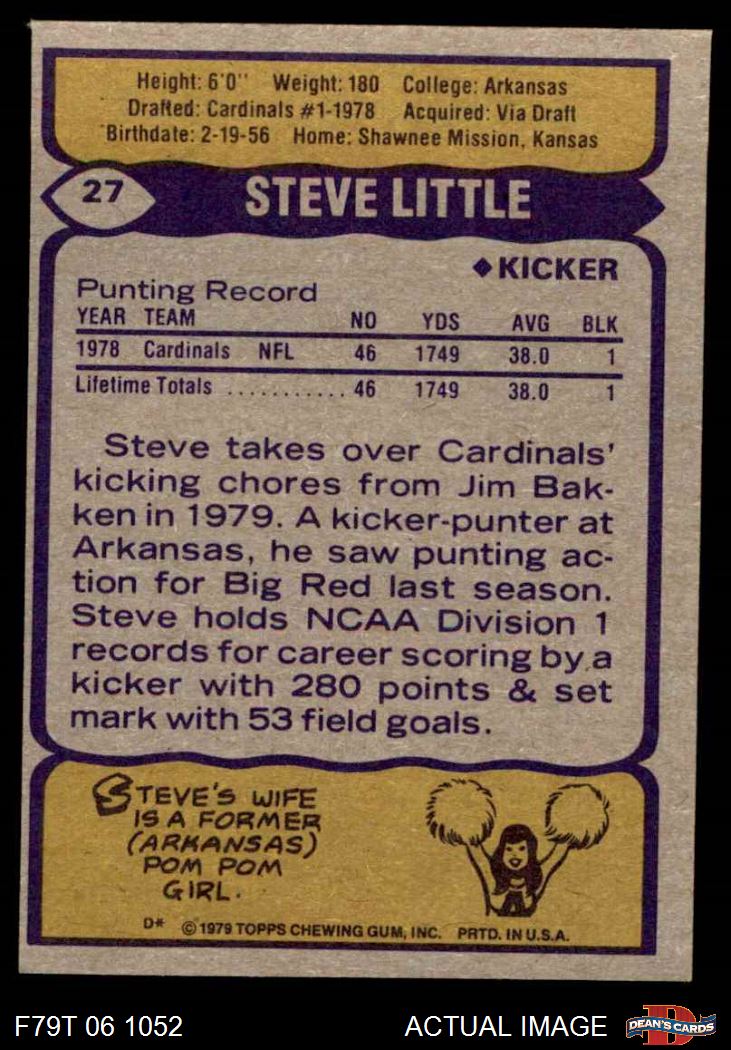 Height: 6'0" Weight: 180 College: Arkansas
Drafted: Cardinals #1-1978 Acquired: Via Draft
Birthdate: 2-19-56 Home: Shawnee Mission, Kansas
27 STEVE LITTLE
◆KICKER
Punting Record
YEAR TEAM NO YDS AVG BLK
1978 Cardinals NFL 46 1749 38.0 1
Lifetime Totals ........... 46 1749 38.0 1
Steve takes over Cardinals'
kicking chores from Jim Bak-
ken in 1979. A kicker-punter at
Arkansas, he saw punting ac-
tion for Big Red last season.
Steve holds NCAA Division 1
records for career scoring by a
kicker with 280 points & set
mark with 53 field goals.
STEVE'S WIFE
IS A FORMER
(ARKANSAS)
POM POM
GIRL.
A
D* © 1979 TOPPS CHEWING GUM, INC. PRTD. IN U.S.A.
F79T 06 1052 ACTUAL IMAGE D DEAN'S CARDS